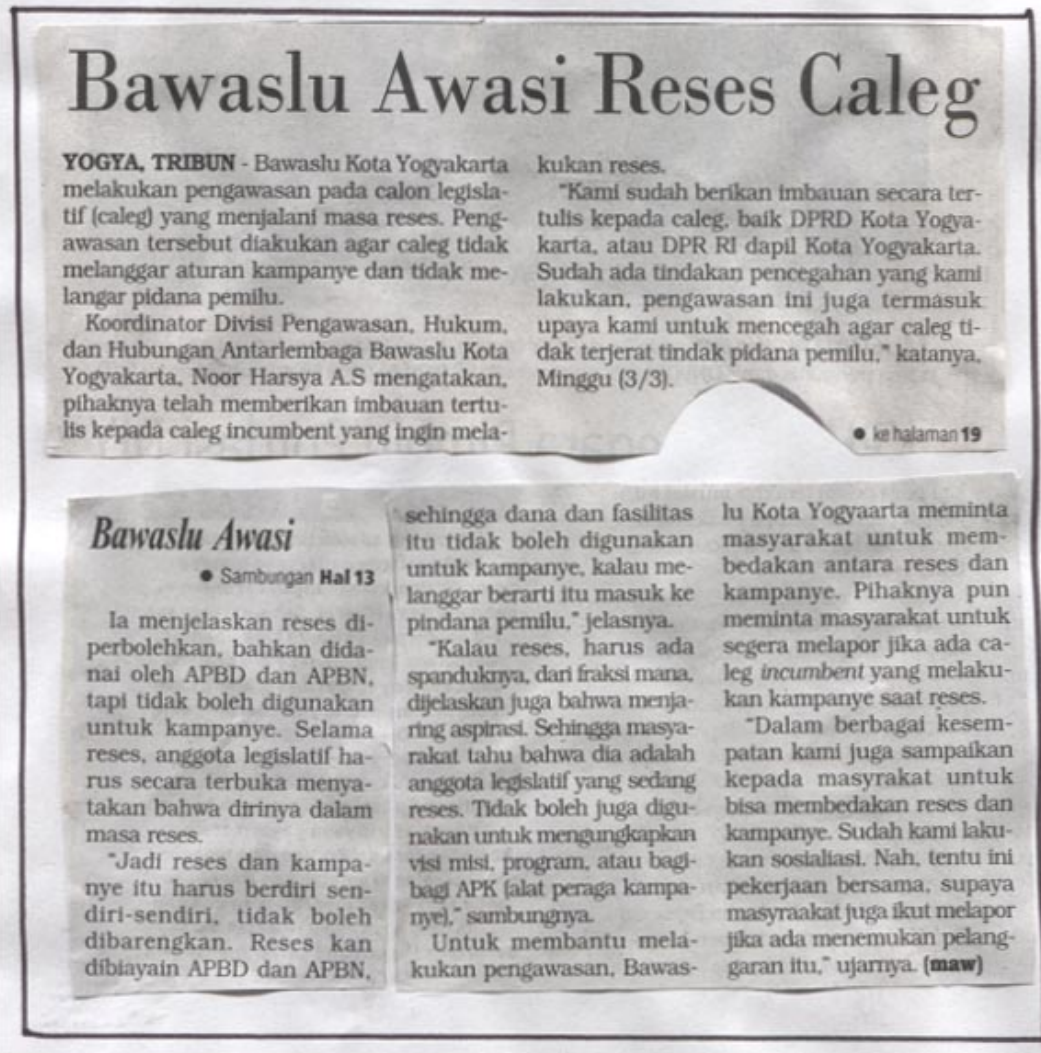 Bawaslu Awasi Reses Caleg
YOGYA, TRIBUN - Bawaslu Kota Yogyakarta
melakukan pengawasan pada calon legisla-
tif (caleg) yang menjalani masa reses. Peng-
awasan tersebut diakukan agar caleg tidak
melanggar aturan kampanye dan tidak me-
langar pidana pemilu.
Koordinator Divisi Pengawasan, Hukum,
dan Hubungan Antarlembaga Bawaslu Kota
Yogyakarta, Noor Harsya A.S mengatakan,
pihaknya telah memberikan imbauan tertu-
lis kepada caleg incumbent yang ingin mela-
kukan reses.
"Kami sudah berikan imbauan secara ter-
tulis kepada caleg, baik DPRD Kota Yogya-
karta, atau DPR RI dapil Kota Yogyakarta.
Sudah ada tindakan pencegahan yang kami
lakukan, pengawasan ini juga termasuk
upaya kami untuk mencegah agar caleg ti-
dak terjerat tindak pidana pemilu," katanya,
Minggu (3/3).
● ke halaman 19
Bawaslu Awasi
● Sambungan Hal 13
Ia menjelaskan reses di-
perbolehkan, bahkan dida-
nai oleh APBD dan APBN,
tapi tidak boleh digunakan
untuk kampanye. Selama
reses, anggota legislatif ha-
rus secara terbuka menya-
takan bahwa dirinya dalam
masa reses.
"Jadi reses dan kampa-
nye itu harus berdiri sen-
diri-sendiri, tidak boleh
dibarengkan. Reses kan
dibiayain APBD dan APBN,
sehingga dana dan fasilitas
itu tidak boleh digunakan
untuk kampanye, kalau me-
langgar berarti itu masuk ke
pindana pemilu," jelasnya.
"Kalau reses, harus ada
spanduknya, dari fraksi mana,
dijelaskan juga bahwa menja-
ring aspirasi. Sehingga masya-
rakat tahu bahwa dia adalah
anggota legislatif yang sedang
reses. Tidak boleh juga digu-
nakan untuk mengungkapkan
visi misi, program, atau bagi-
bagi APK (alat peraga kampa-
nye)," sambungnya.
Untuk membantu mela-
kukan pengawasan, Bawas-
lu Kota Yogyaarta meminta
masyarakat untuk mem-
bedakan antara reses dan
kampanye. Pihaknya pun
meminta masyarakat untuk
segera melapor jika ada ca-
leg incumbent yang melaku-
kan kampanye saat reses.
"Dalam berbagai kesem-
patan kami juga sampaikan
kepada masyrakat untuk
bisa membedakan reses dan
kampanye. Sudah kami laku-
kan sosialiasi. Nah, tentu ini
pekerjaan bersama, supaya
masyraakat juga ikut melapor
jika ada menemukan pelang-
garan itu," ujarnya. (maw)